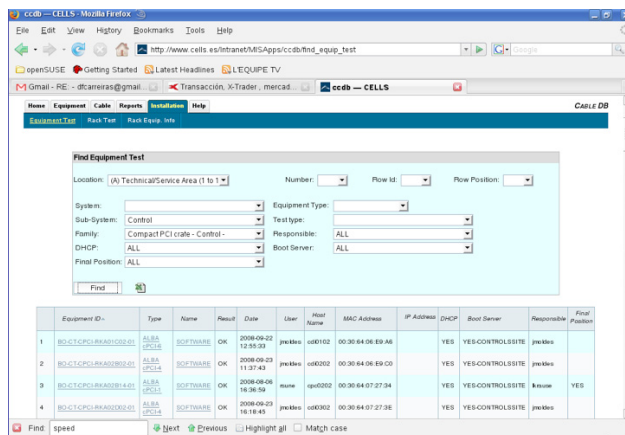 ccdb — CELLS - Mozilla Firefox
File Edit View History Bookmarks Tools Help
http://www.cells.es/Intranet/MISApps/ccdb/find_equip_test
Google
openSUSE Getting Started Latest Headlines L'EQUIPE TV
Gmail - RE: - dfcarreiras@gmail... Transacción, X-Trader , mercad... ccdb — CELLS
Home Equipment Cable Reports Installation Help CABLE DB
Equipment Test Rack Test Rack Equip. Info
Find Equipment Test
Location: (A) Technical/Service Area (1 to 1 Number: Row Id: Row Position:
System: Equipment Type:
Sub-System: Control Test type:
Family: Compact PCI crate - Control - Responsible: ALL
DHCP: ALL Boot Server: ALL
Final Position: ALL
Find
Equipment ID Type Name Result Date User Host Name MAC Address IP Address DHCP Boot Server Responsible Final Position
1 BO-CT-CPCI-RKA01C02-01 ALBA cPCI-6 SOFTWARE OK 2008-09-22 12:55:33 jmoldes cdi0102 00:30:64:06:E9:A6 YES YES-CONTROLSSITE jmoldes
2 BO-CT-CPCI-RKA02B02-01 ALBA cPCI-4 SOFTWARE OK 2008-09-23 11:37:43 jmoldes cdi0202 00:30:64:06:E9:C0 YES YES-CONTROLSSITE jmoldes
3 BO-CT-CPCI-RKA02B14-01 ALBA cPCI-1 SOFTWARE OK 2008-08-06 16:36:59 rsune cpc0202 00:30:64:07:27:34 YES YES-CONTROLSSITE lkrause YES
4 BO-CT-CPCI-RKA02D02-01 ALBA cPCI-4 SOFTWARE OK 2008-09-23 16:18:45 jmoldes cdi0302 00:30:64:07:27:3E YES YES-CONTROLSSITE jmoldes
Find: speed Next Previous Highlight all Match case